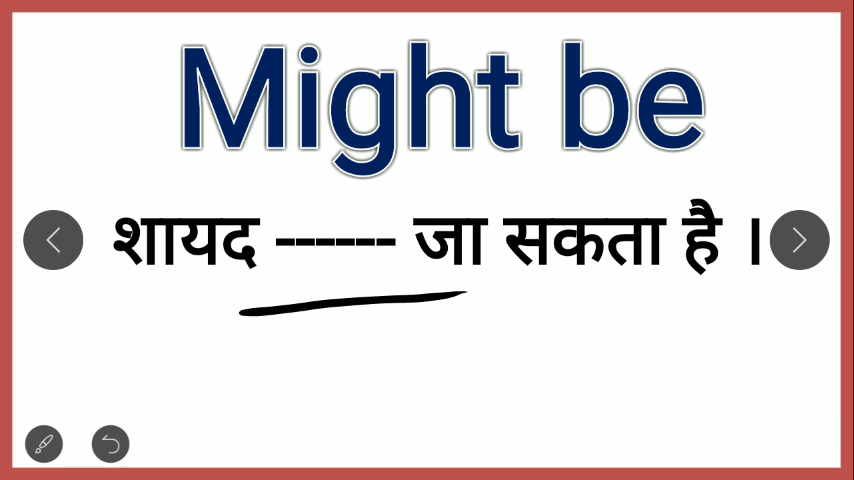 Might be
शायद ------ जा सकता है ।